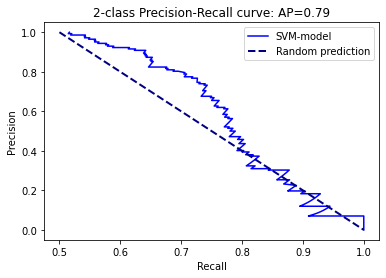 2-class Precision-Recall curve: AP=0.79
SVM-model
Random prediction
Precision
1.0
0.8
0.6
0.4
0.2
0.0
0.5 0.6 0.7 0.8 0.9 1.0
Recall